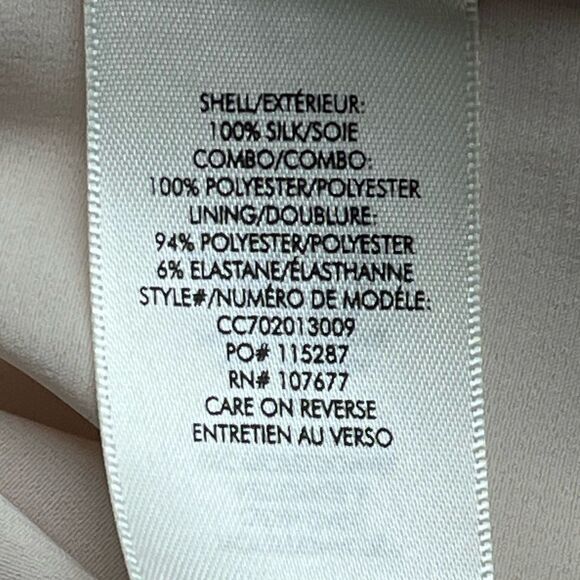 SHELL/EXTÉRIEUR:
100% SILK/SOIE
COMBO/COMBO:
100% POLYESTER/POLYESTER
LINING/DOUBLURE:
94% POLYESTER/POLYESTER
6% ELASTANE/ÉLASTHANNE
STYLE#/NUMÉRO DE MODÉLE:
CC702013009
PO# 115287
RN# 107677
CARE ON REVERSE
ENTRETIEN AU VERSO